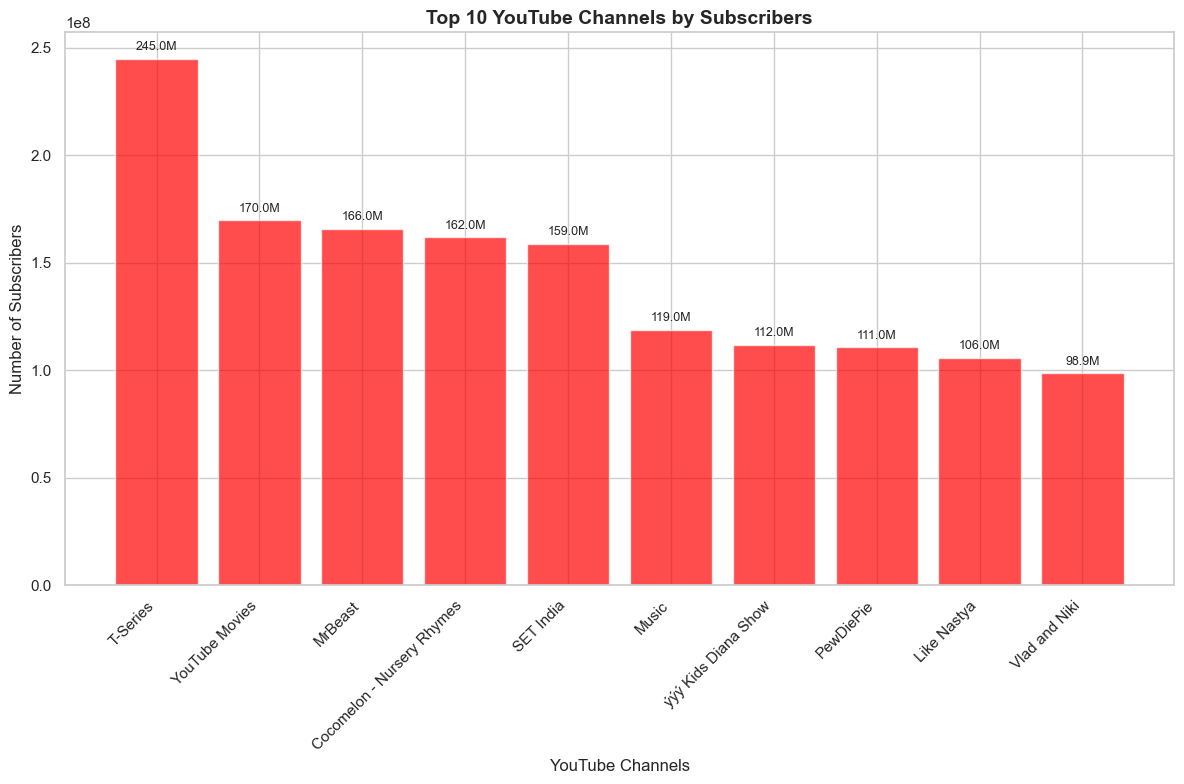 Top 10 YouTube Channels by Subscribers
1e8
2.5
2.0
1.5
1.0
0.5
0.0
Number of Subscribers
245.0M
170.0M
166.0M
162.0M
159.0M
119.0M
112.0M
111.0M
106.0M
98.9M
T-Series
YouTube Movies
MrBeast
Cocomelon - Nursery Rhymes
SET India
Music
ýýý Kids Diana Show
PewDiePie
Like Nastya
Vlad and Niki
YouTube Channels